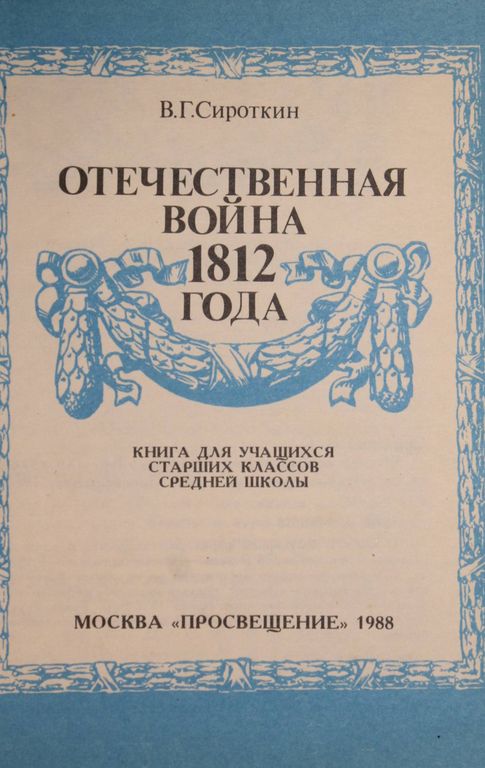 В.Г.Сироткин
ОТЕЧЕСТВЕННАЯ
ВОЙНА
1812
ГОДА
КНИГА ДЛЯ УЧАЩИХСЯ
СТАРШИХ КЛАССОВ
СРЕДНЕЙ ШКОЛЫ
МОСКВА «ПРОСВЕЩЕНИЕ» 1988